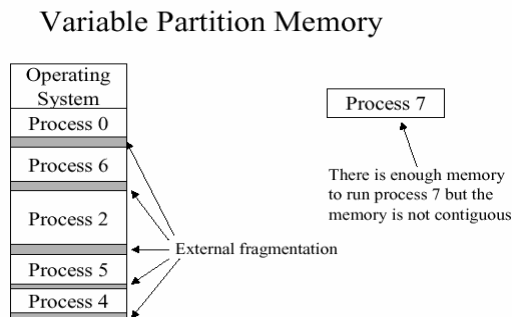 Variable Partition Memory
Operating
System
Process 0
Process 6
Process 2
Process 5
Process 4
External fragmentation
Process 7
There is enough memory
to run process 7 but the
memory is not contiguous